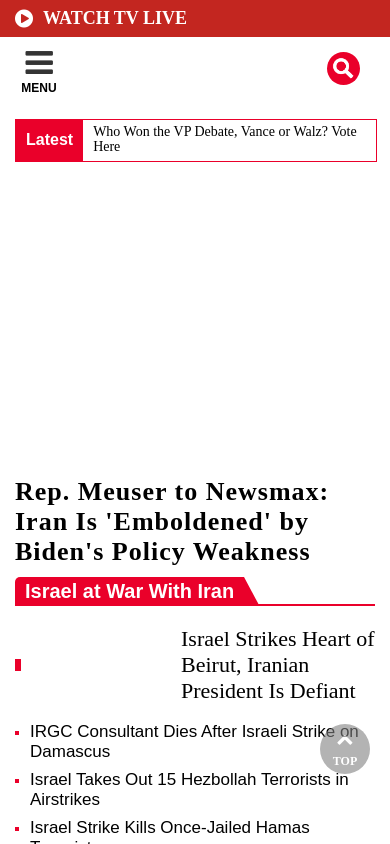 WATCH TV LIVE
MENU
Latest
Who Won the VP Debate, Vance or Walz? Vote
Here
Rep. Meuser to Newsmax:
Iran Is 'Emboldened' by
Biden's Policy Weakness
Israel at War With Iran
Israel Strikes Heart of
Beirut, Iranian
President Is Defiant
IRGC Consultant Dies After Israeli Strike on
Damascus
TOP
Israel Takes Out 15 Hezbollah Terrorists in
Airstrikes
Israel Strike Kills Once-Jailed Hamas